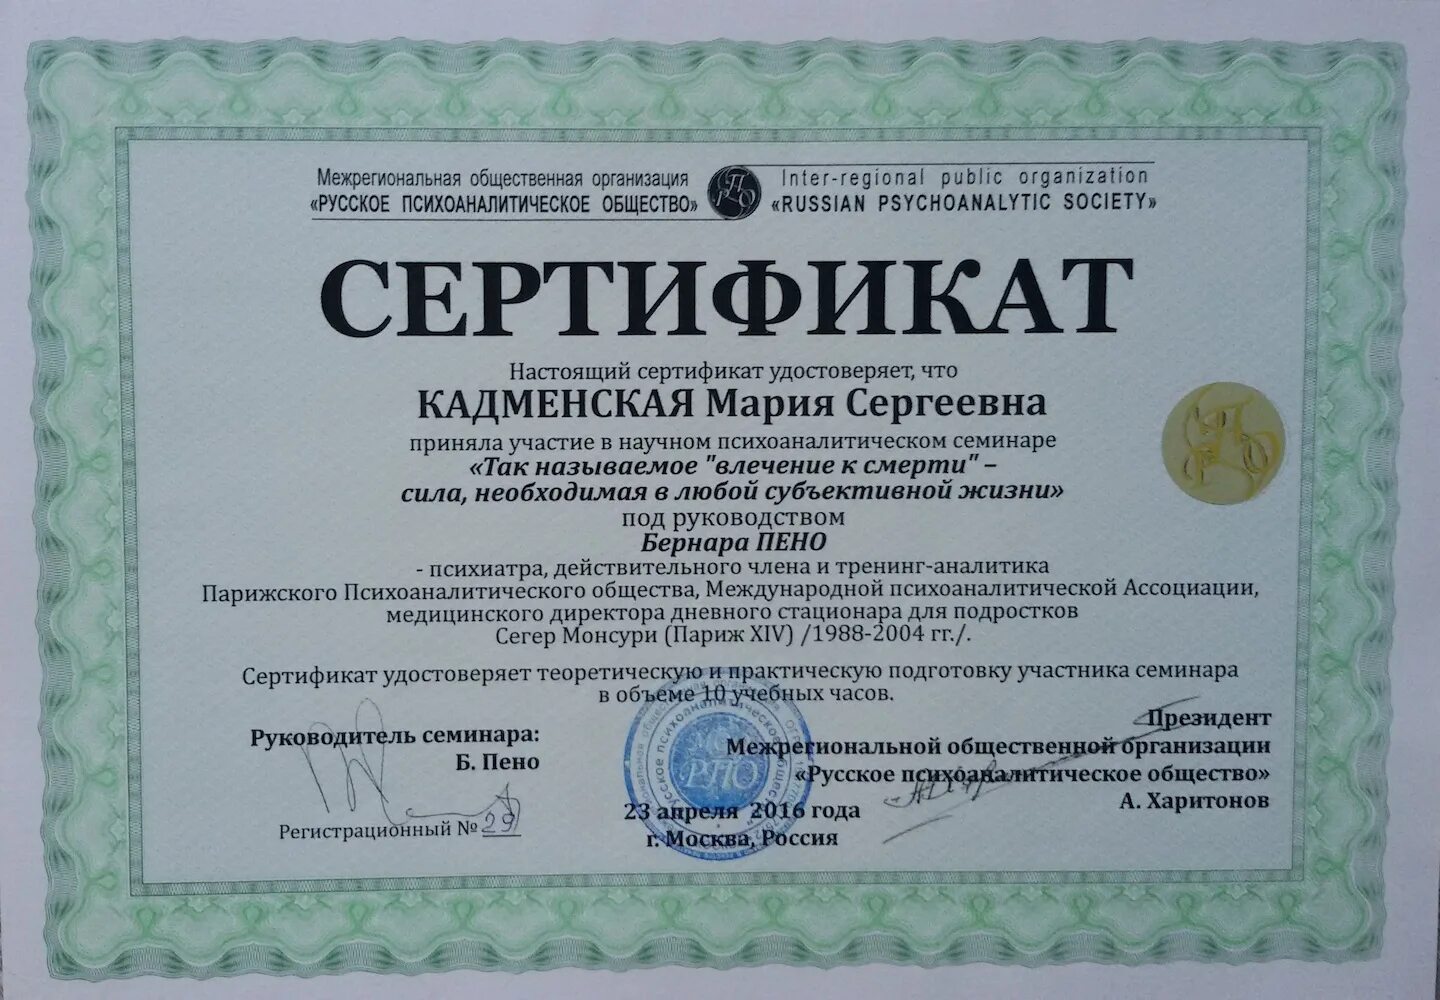 Межрегиональная общественная организация
«РУССКОЕ ПСИХОАНАЛИТИЧЕСКОЕ ОБЩЕСТВО»
Inter-regional public organization
«RUSSIAN PSYCHOANALYTIC SOCIETY»
СЕРТИФИКАТ
Настоящий сертификат удостоверяет, что
КАДМЕНСКАЯ Мария Сергеевна
приняла участие в научном психоаналитическом семинаре
«Так называемое "влечение к смерти" –
сила, необходимая в любой субъективной жизни»
под руководством
Бернара ПЕНО
- психиатра, действительного члена и тренинг-аналитика
Парижского Психоаналитического общества, Международной психоаналитической Ассоциации,
медицинского директора дневного стационара для подростков
Сегер Монсури (Париж XIV) /1988-2004 гг./.
Сертификат удостоверяет теоретическую и практическую подготовку участника семинара
в объеме 10 учебных часов.
Руководитель семинара:
Б. Пено
Регистрационный № 29
РПО
23 апреля 2016 года
г. Москва, Россия
Президент
Межрегиональной общественной организации
«Русское психоаналитическое общество»
А. Харитонов